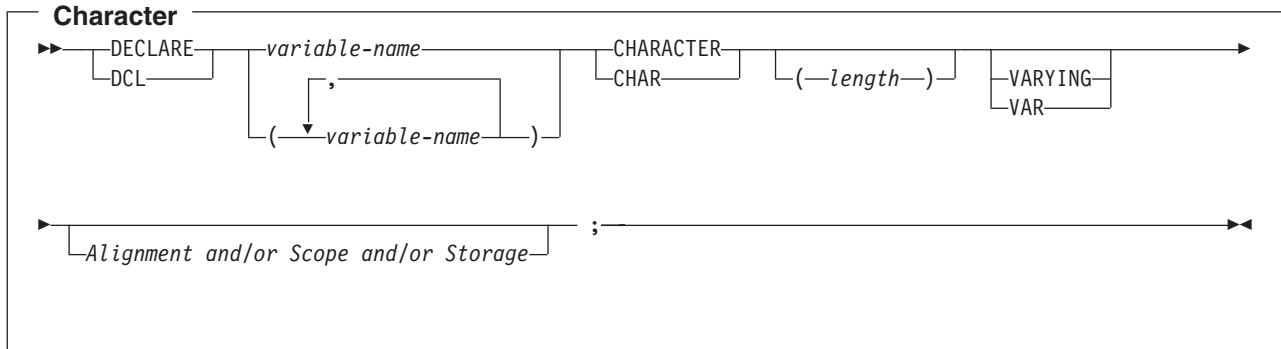 Character
DECLARE variable-name CHARACTER
DCL , CHAR ( length ) VARYING
VAR
( variable-name )
;
Alignment and/or Scope and/or Storage